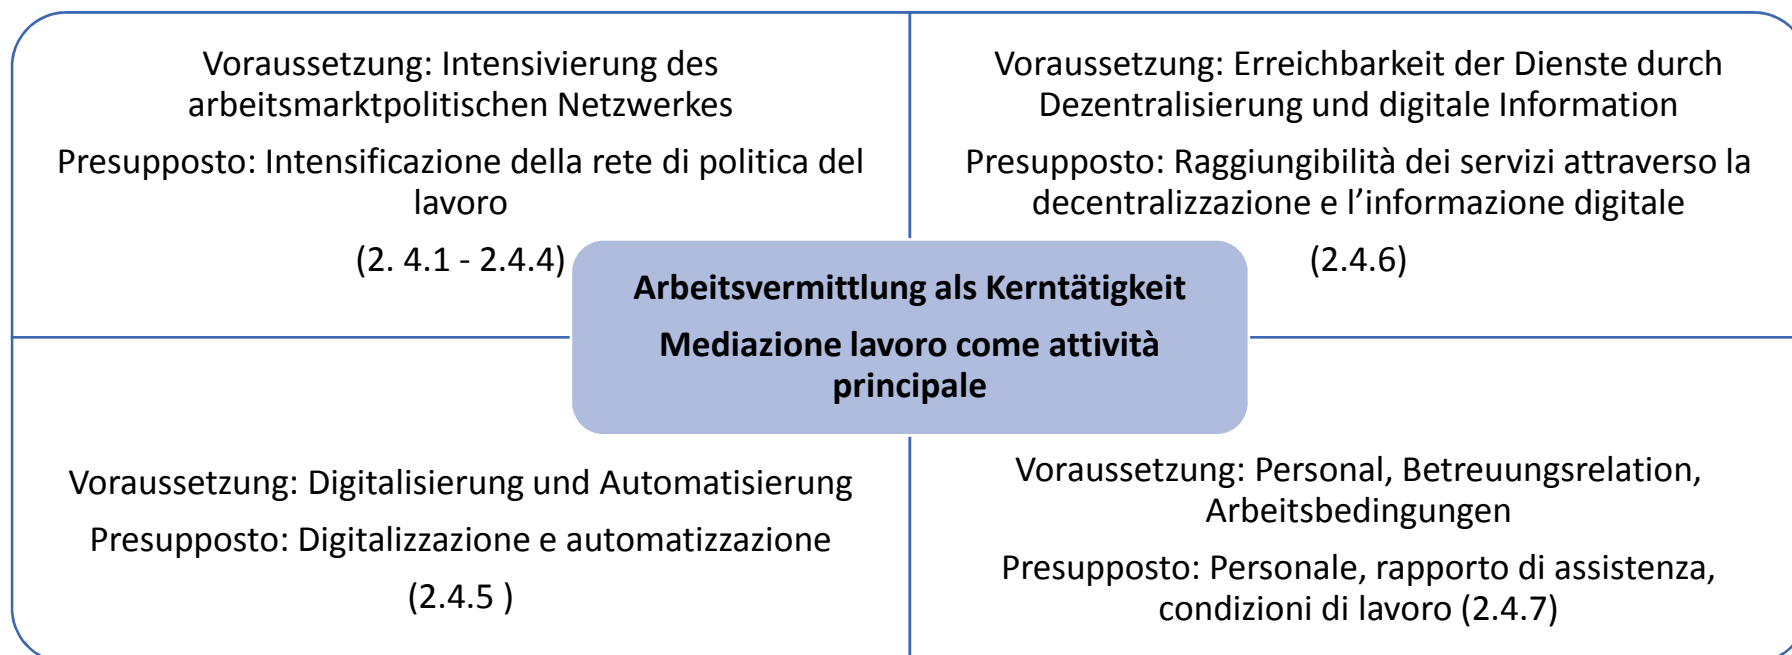 Voraussetzung: Intensivierung des
arbeitsmarktpolitischen Netzwerkes
Presupposto: Intensificazione della rete di politica del
lavoro
(2. 4.1 - 2.4.4)
Voraussetzung: Erreichbarkeit der Dienste durch
Dezentralisierung und digitale Information
Presupposto: Raggiungibilità dei servizi attraverso la
decentralizzazione e l’informazione digitale
(2.4.6)
Arbeitsvermittlung als Kerntätigkeit
Mediazione lavoro come attività
principale
Voraussetzung: Digitalisierung und Automatisierung
Presupposto: Digitalizzazione e automatizzazione
(2.4.5 )
Voraussetzung: Personal, Betreuungsrelation,
Arbeitsbedingungen
Presupposto: Personale, rapporto di assistenza,
condizioni di lavoro (2.4.7)